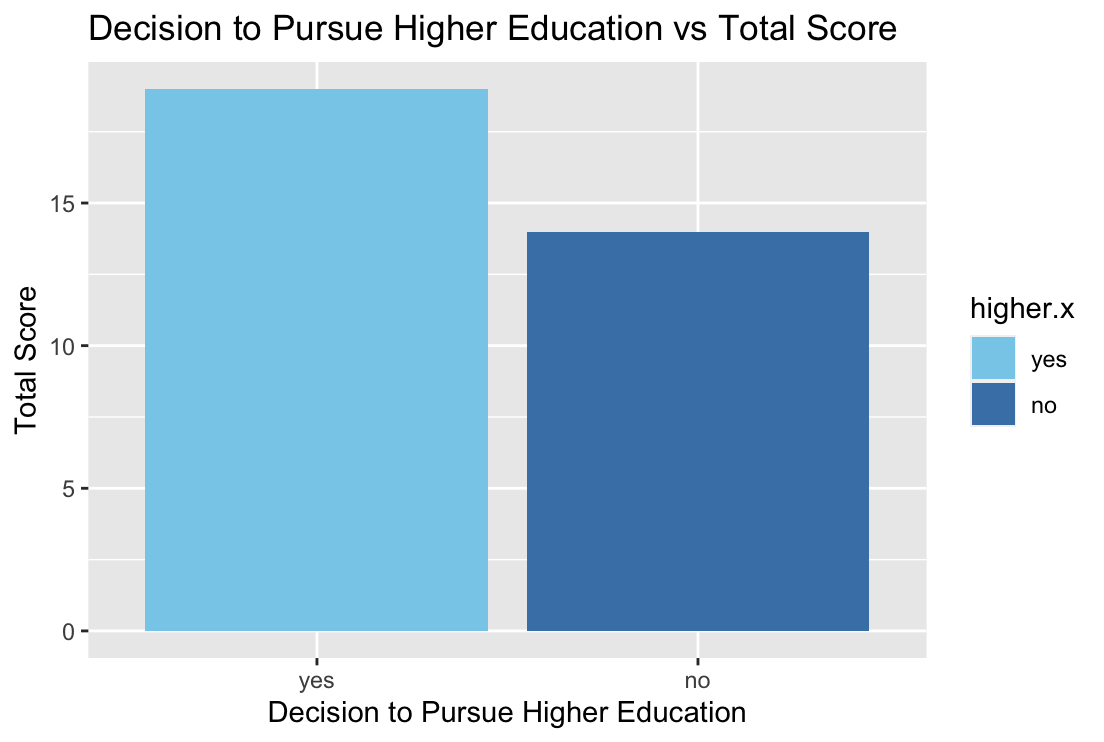 Decision to Pursue Higher Education vs Total Score
Total Score
15
10
5
0
yes
no
Decision to Pursue Higher Education
higher.x
yes
no